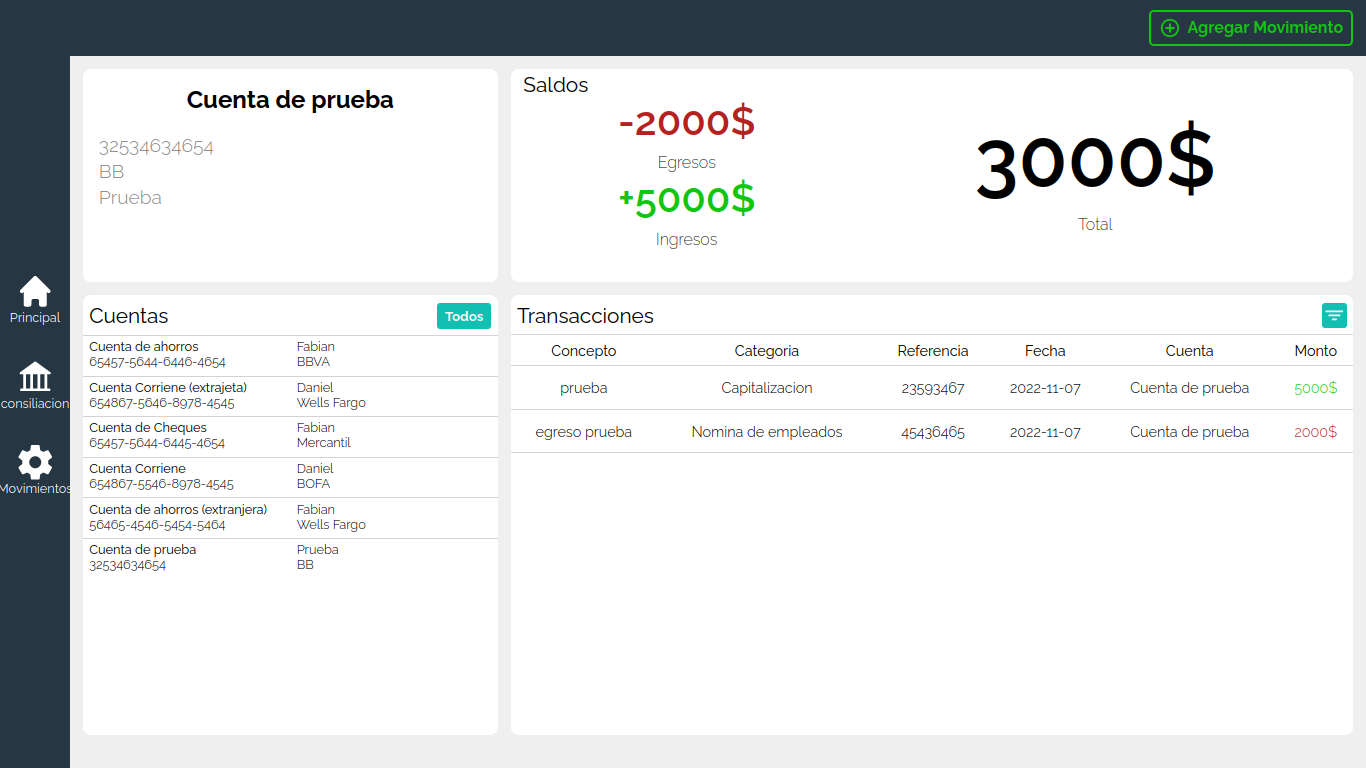 Agregar Movimiento
Principal
consiliacion
Movimientos
Cuenta de prueba
32534634654
BB
Prueba
Saldos
-2000$
Egresos
+5000$
Ingresos
3000$
Total
Cuentas Todos
Cuenta de ahorros Fabian
65457-5644-6446-4654 BBVA
Cuenta Corriene (extrajeta) Daniel
654867-5646-8978-4545 Wells Fargo
Cuenta de Cheques Fabian
65457-5644-6445-4654 Mercantil
Cuenta Corriene Daniel
654867-5546-8978-4545 BOFA
Cuenta de ahorros (extranjera) Fabian
56465-4546-5454-5464 Wells Fargo
Cuenta de prueba Prueba
32534634654 BB
Transacciones
Concepto Categoria Referencia Fecha Cuenta Monto
prueba Capitalizacion 23593467 2022-11-07 Cuenta de prueba 5000$
egreso prueba Nomina de empleados 45436465 2022-11-07 Cuenta de prueba 2000$